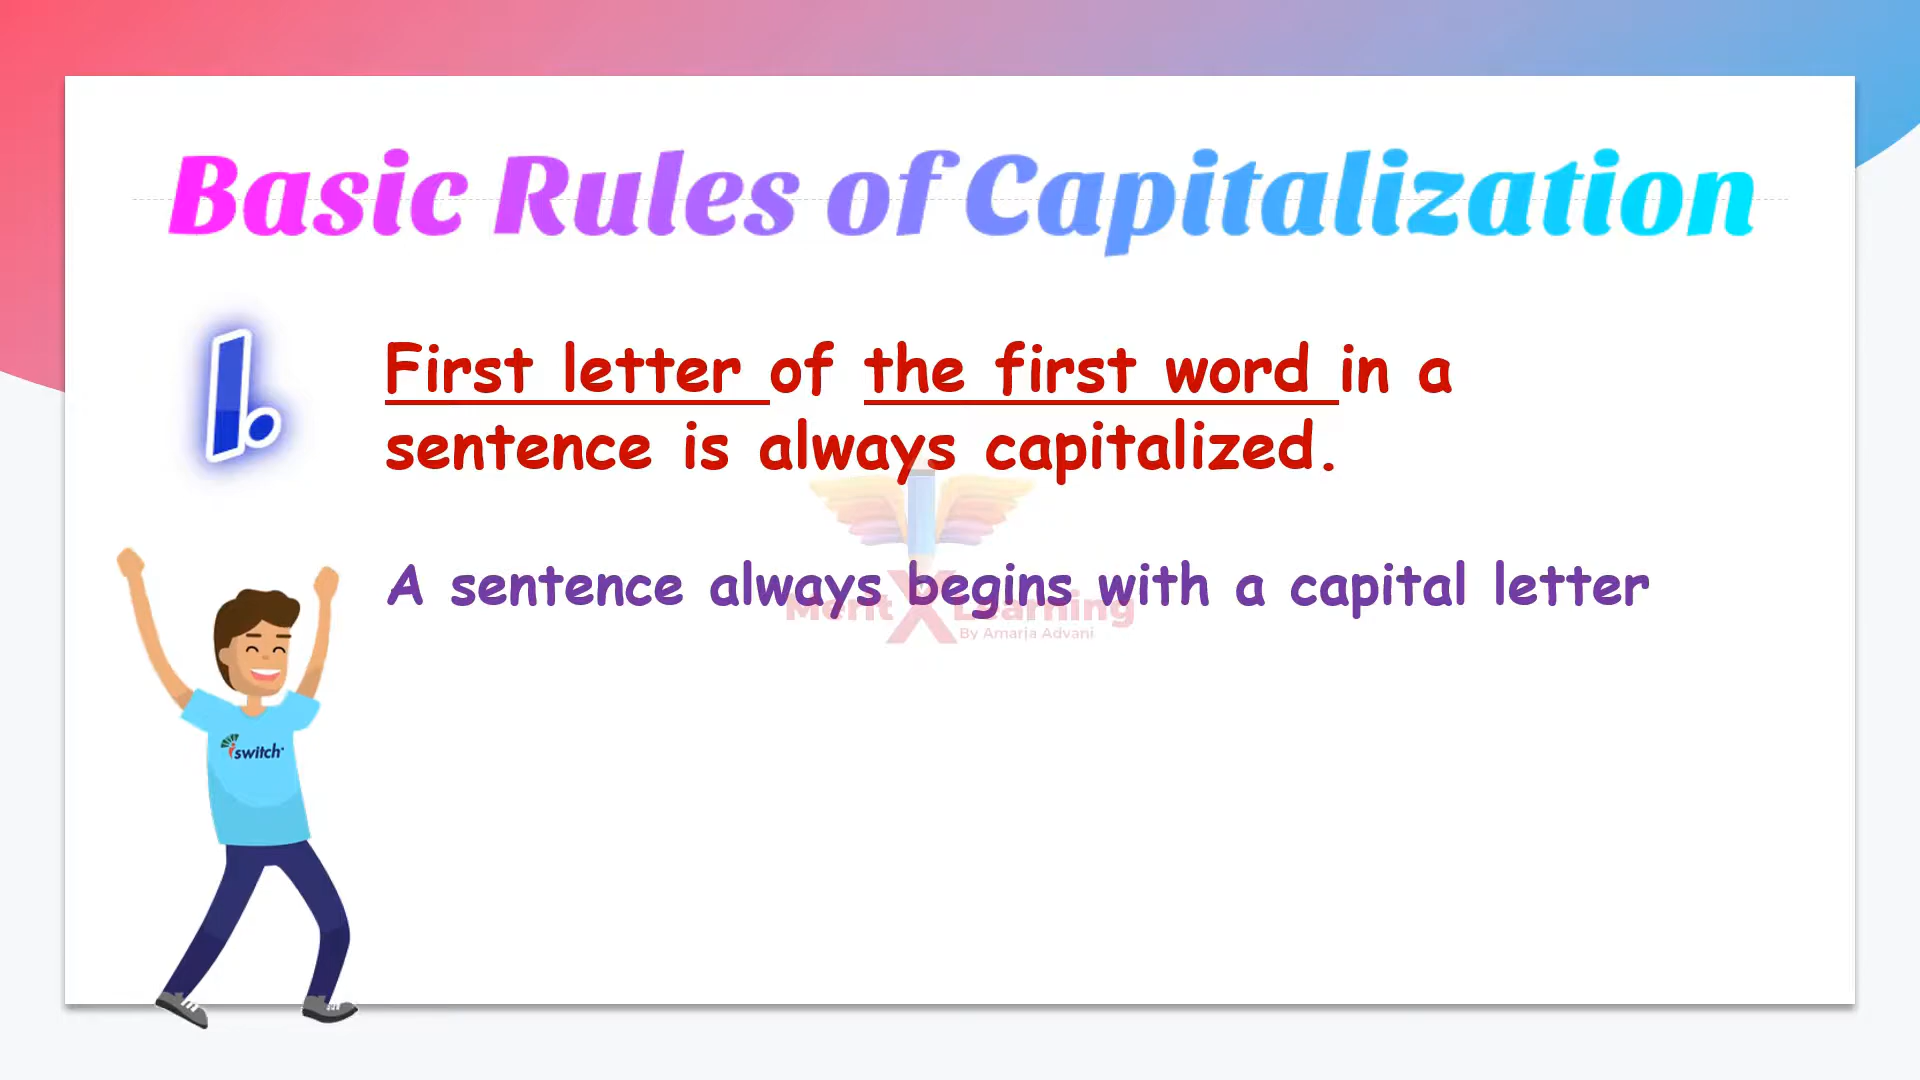 Basic Rules of Capitalization
1.
First letter of the first word in a
sentence is always capitalized.
A sentence always begins with a capital letter
Merit X Learning
By Amarja Advani
iswitch